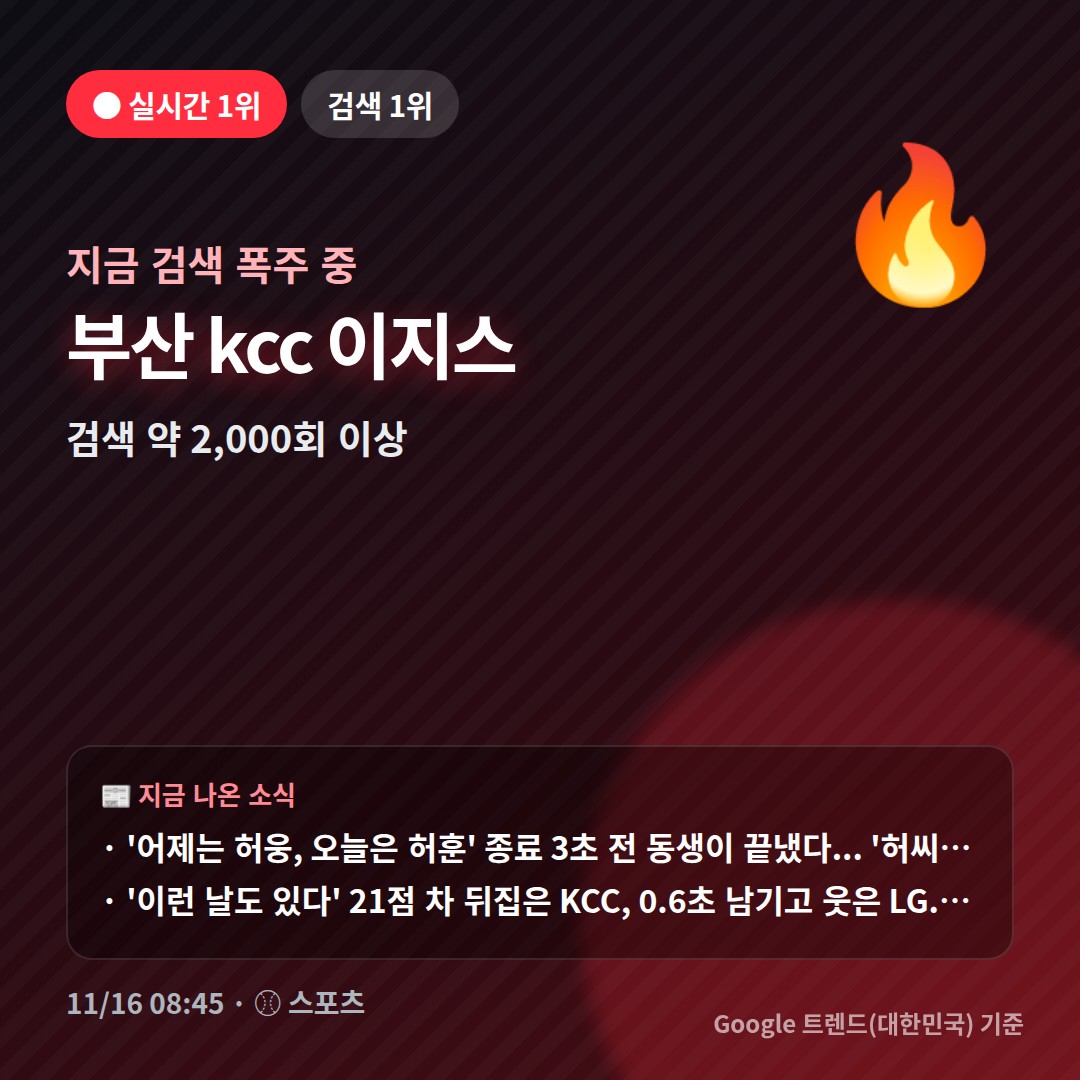 실시간 1위
검색 1위
지금 검색 폭주 중
부산 kcc 이지스
검색 약 2,000회 이상
지금 나온 소식
· '어제는 허웅, 오늘은 허훈' 종료 3초 전 동생이 끝냈다... '허씨…
· '이런 날도 있다' 21점 차 뒤집은 KCC, 0.6초 남기고 웃은 LG.…
11/16 08:45 · ⚾ 스포츠
Google 트렌드(대한민국) 기준